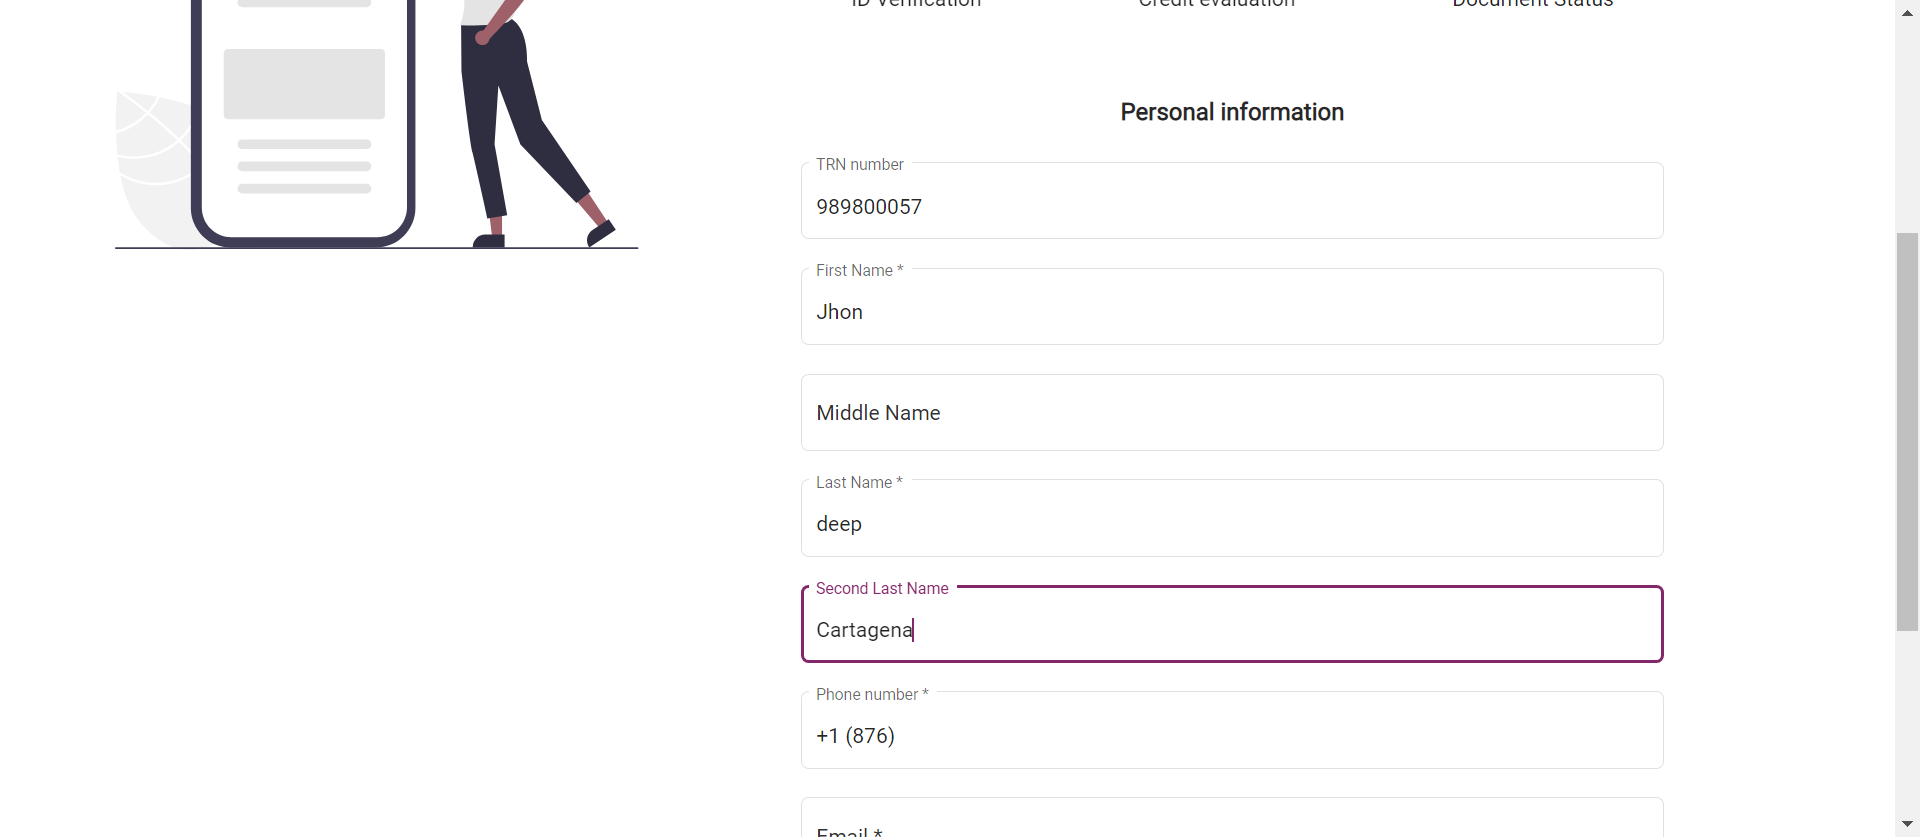 ID Verification
Credit evaluation
Document Status
Personal information
TRN number
989800057
First Name *
Jhon
Middle Name
Last Name *
deep
Second Last Name
Cartagena
Phone number *
+1 (876)
Email *